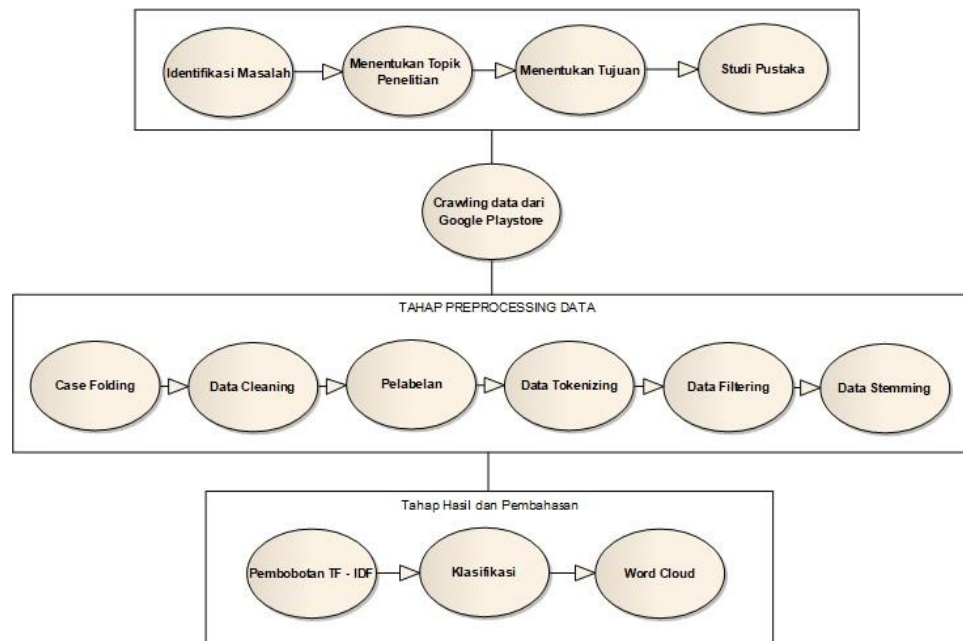 Identifikasi Masalah
Menentukan Topik
Penelitian
Menentukan Tujuan
Studi Pustaka
Crawling data dari
Google Playstore
TAHAP PREPROCESSING DATA
Case Folding
Data Cleaning
Pelabelan
Data Tokenizing
Data Filtering
Data Stemming
Tahap Hasil dan Pembahasan
Pembobotan TF - IDF
Klasifikasi
Word Cloud